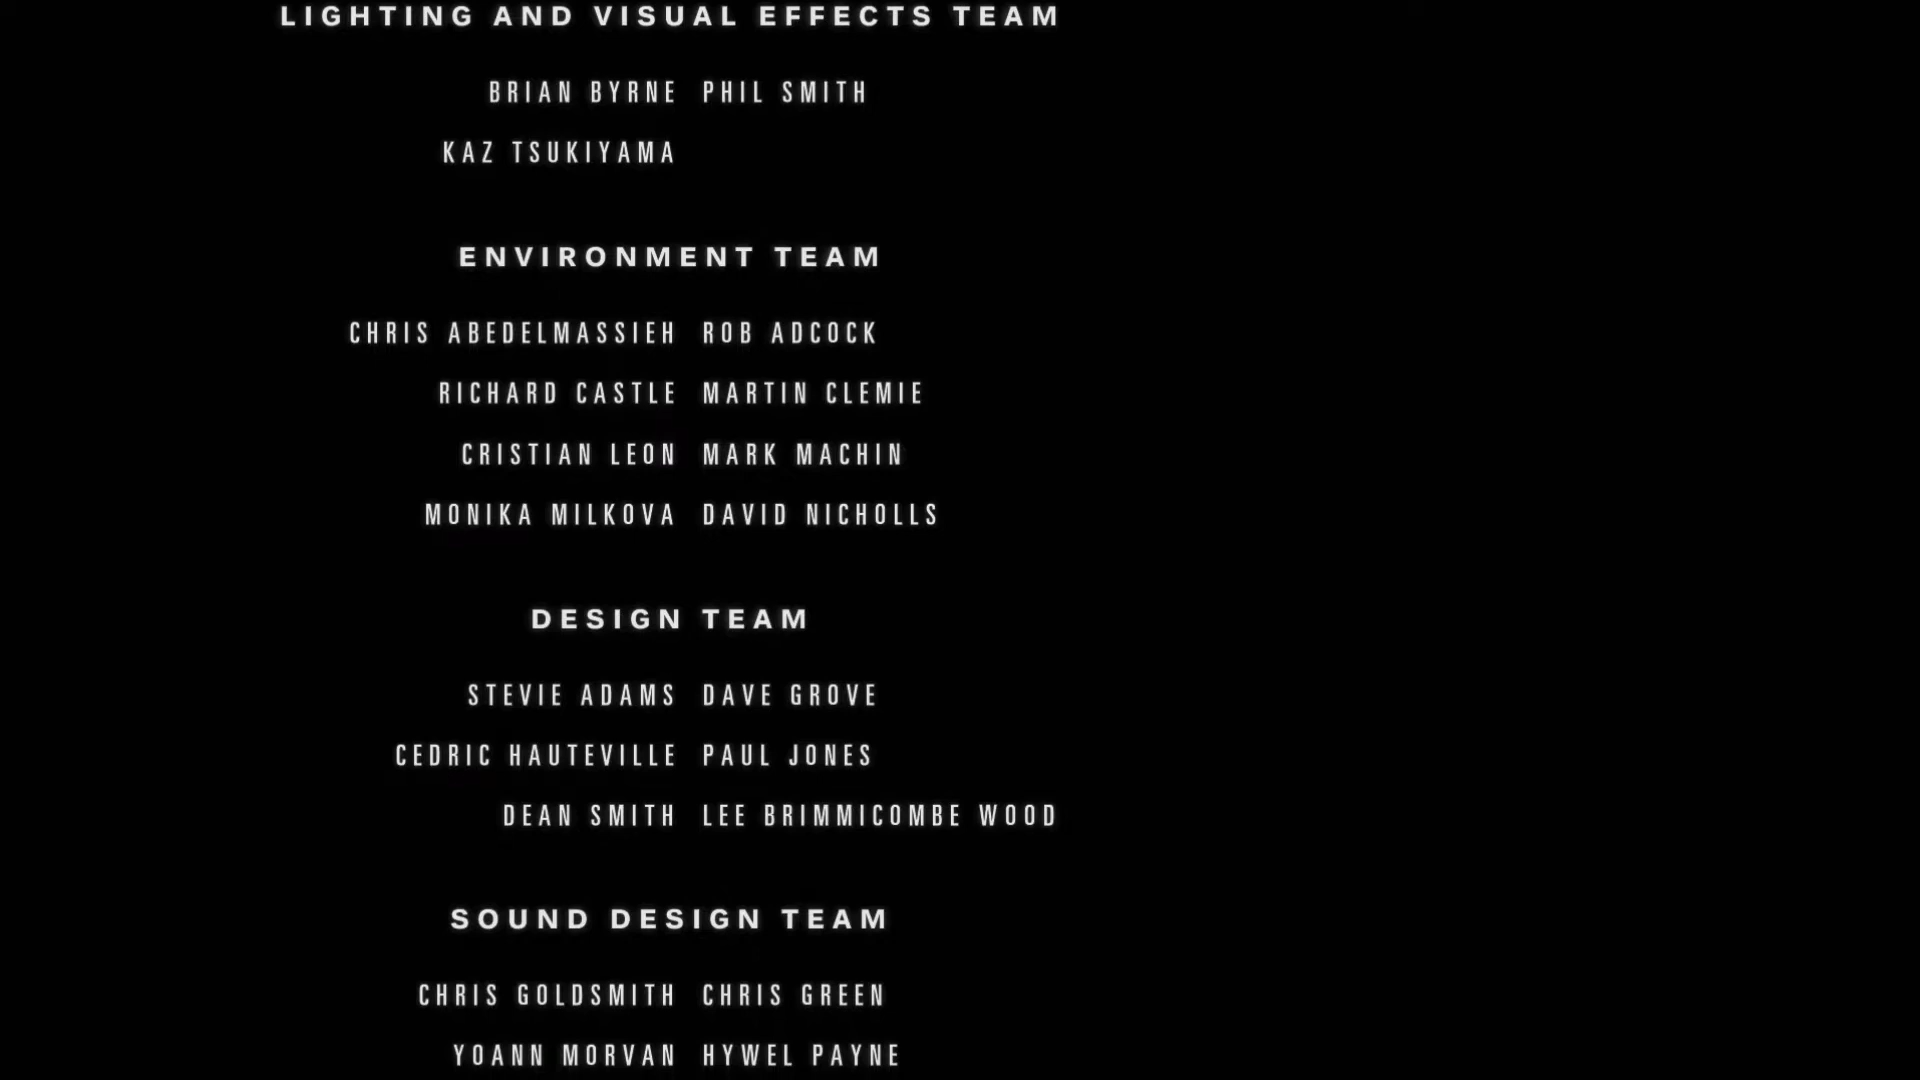 LIGHTING AND VISUAL EFFECTS TEAM
BRIAN BYRNE PHIL SMITH
KAZ TSUKIYAMA
ENVIRONMENT TEAM
CHRIS ABEDELMASSIEH ROB ADCOCK
RICHARD CASTLE MARTIN CLEMIE
CRISTIAN LEON MARK MACHIN
MONIKA MILKOVA DAVID NICHOLLS
DESIGN TEAM
STEVIE ADAMS DAVE GROVE
CEDRIC HAUTEVILLE PAUL JONES
DEAN SMITH LEE BRIMMICOMBE WOOD
SOUND DESIGN TEAM
CHRIS GOLDSMITH CHRIS GREEN
YOANN MORVAN HYWEL PAYNE